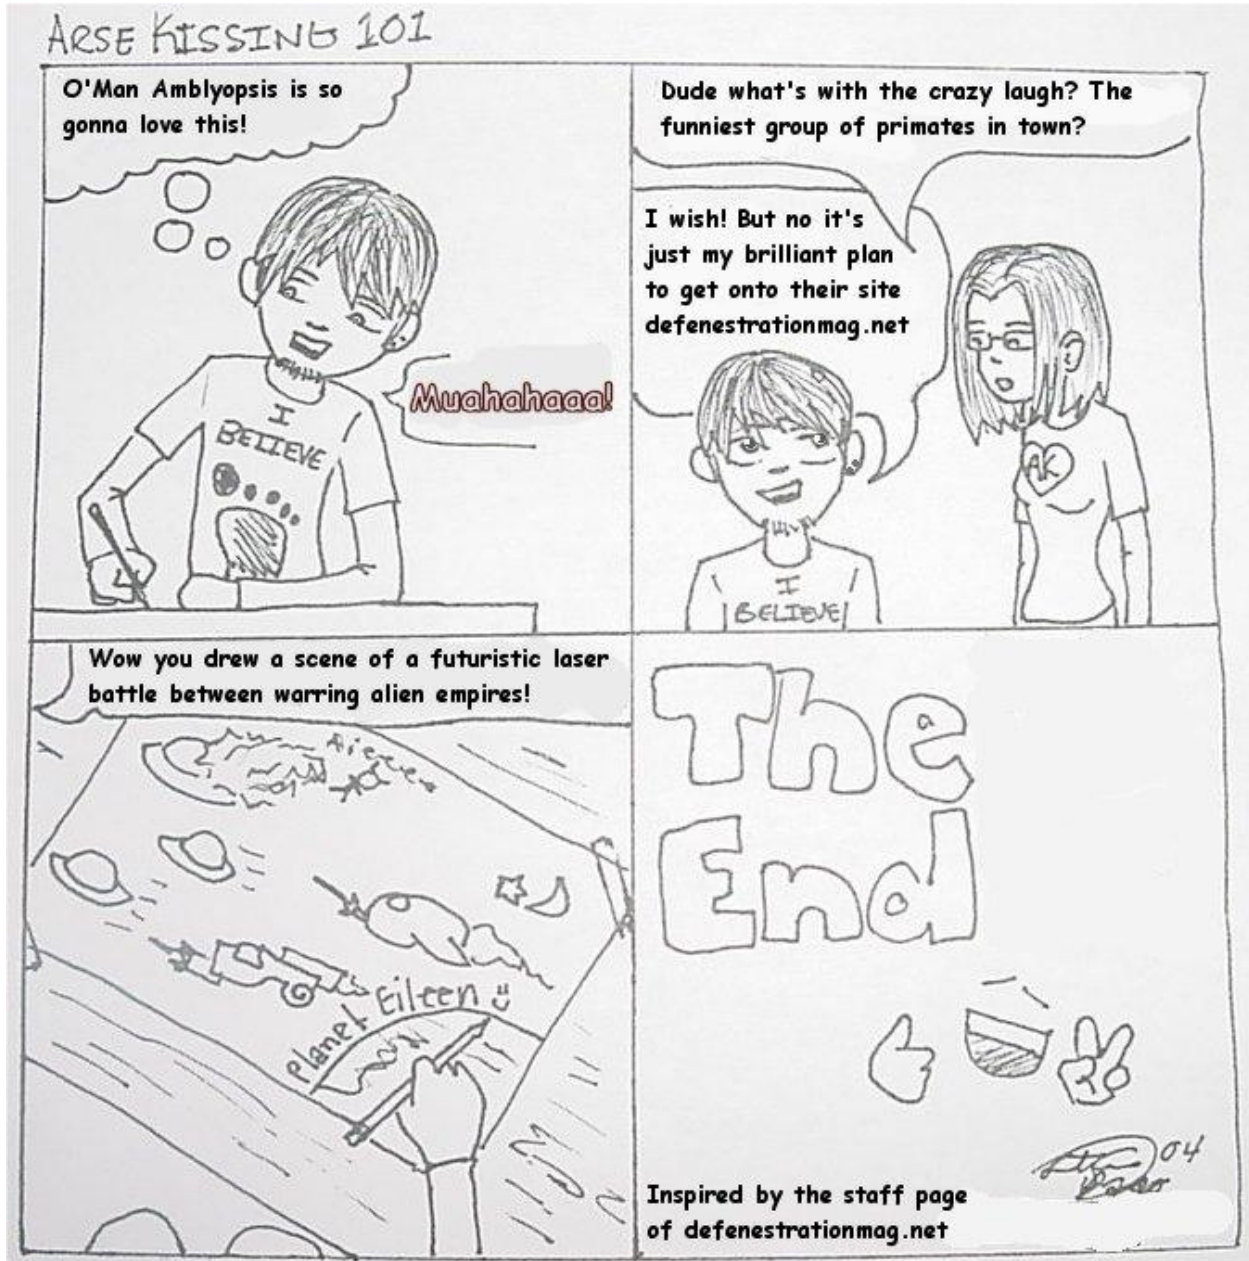 ARSE KISSING 101
O'Man Amblyopsis is so
gonna love this!
Muahahaaa!
I
BELIEVE
Dude what's with the crazy laugh? The
funniest group of primates in town?
I wish! But no it's
just my brilliant plan
to get onto their site
defenestrationmag.net
AK
I
BELIEVE
Wow you drew a scene of a futuristic laser
battle between warring alien empires!
Aieeee
Planet Eileen
The
End
04
Inspired by the staff page
of defenestrationmag.net